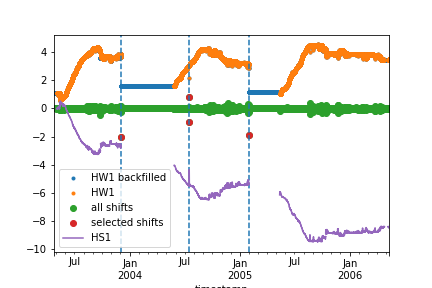 4
2
0
−2
−4
−6
−8
−10
HW1 backfilled
HW1
all shifts
selected shifts
HS1
Jul
Jan
2004
Jul
Jan
2005
Jul
Jan
2006
timestamp